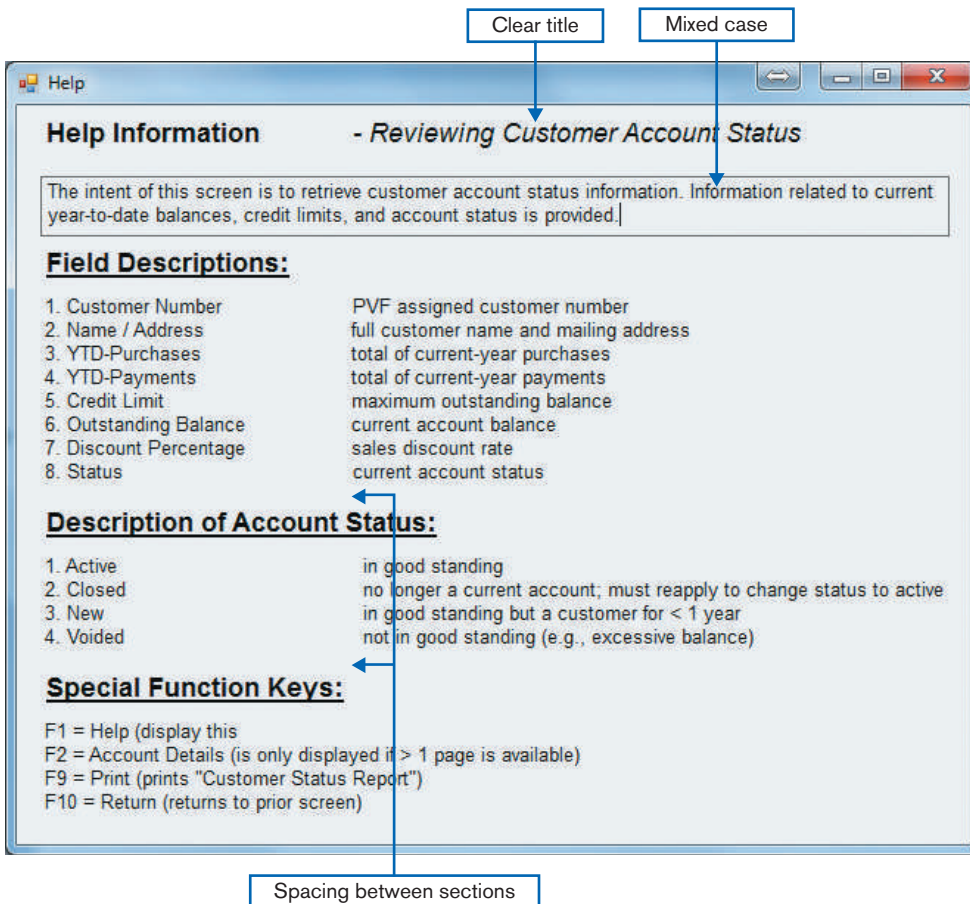 Clear title
Mixed case
Help
Help Information - Reviewing Customer Account Status
The intent of this screen is to retrieve customer account status information. Information related to current
year-to-date balances, credit limits, and account status is provided.
Field Descriptions:
1. Customer Number PVF assigned customer number
2. Name / Address full customer name and mailing address
3. YTD-Purchases total of current-year purchases
4. YTD-Payments total of current-year payments
5. Credit Limit maximum outstanding balance
6. Outstanding Balance current account balance
7. Discount Percentage sales discount rate
8. Status current account status
Description of Account Status:
1. Active in good standing
2. Closed no longer a current account; must reapply to change status to active
3. New in good standing but a customer for < 1 year
4. Voided not in good standing (e.g., excessive balance)
Special Function Keys:
F1 = Help (display this
F2 = Account Details (is only displayed if > 1 page is available)
F9 = Print (prints "Customer Status Report")
F10 = Return (returns to prior screen)
Spacing between sections